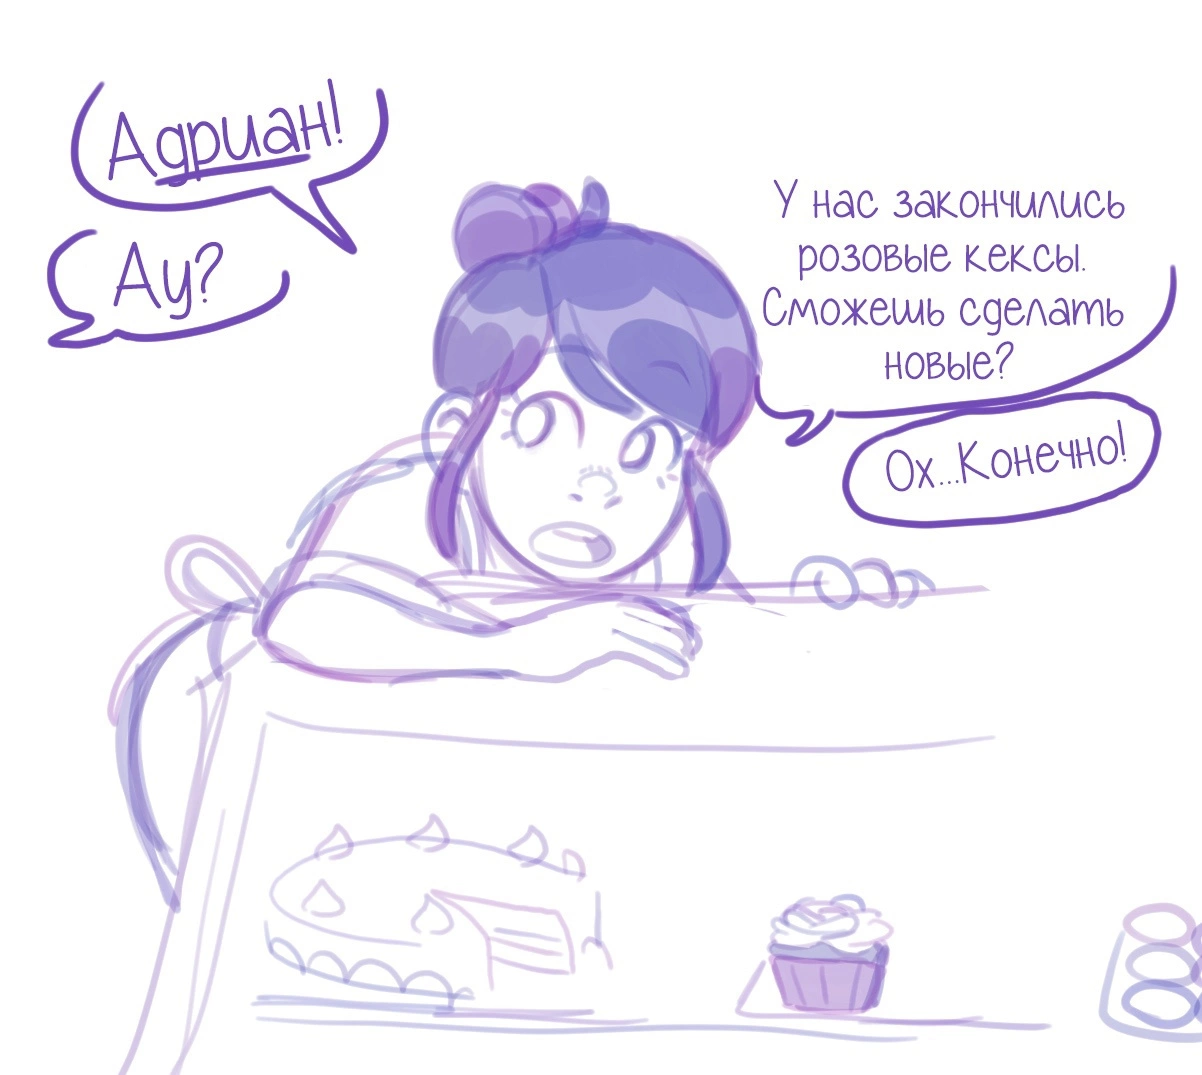 Адриан!
Ау?
У нас закончились
розовые кексы.
Сможешь сделать
новые?
Ох...Конечно!